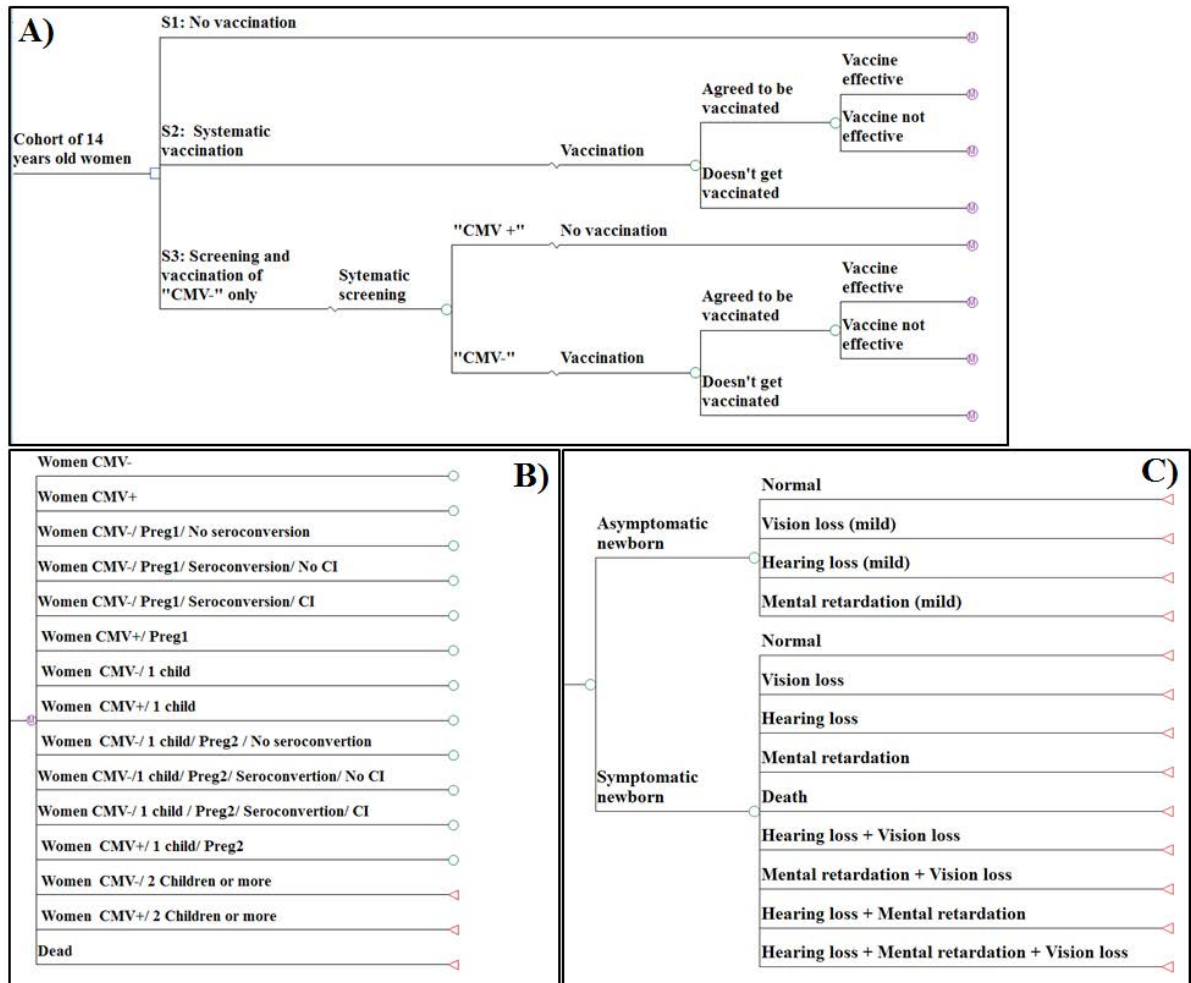 A)
S1: No vaccination
Cohort of 14
years old women
S2: Systematic
vaccination
Vaccination
Agreed to be
vaccinated
Vaccine
effective
Vaccine not
effective
Doesn't get
vaccinated
S3: Screening and
vaccination of
"CMV-" only
Sytematic
screening
"CMV +"
No vaccination
"CMV-"
Vaccination
Agreed to be
vaccinated
Vaccine
effective
Vaccine not
effective
Doesn't get
vaccinated
M
M
M
M
M
M
M
M
B)
Women CMV-
Women CMV+
Women CMV-/ Preg1/ No seroconversion
Women CMV-/ Preg1/ Seroconversion/ No CI
Women CMV-/ Preg1/ Seroconversion/ CI
Women CMV+/ Preg1
Women CMV-/ 1 child
Women CMV+/ 1 child
M
Women CMV-/ 1 child/ Preg2 / No seroconvertion
Women CMV-/1 child/ Preg2/ Seroconvertion/ No CI
Women CMV-/ 1 child / Preg2/ Seroconvertion/ CI
Women CMV+/ 1 child/ Preg2
Women CMV-/ 2 Children or more
Women CMV+/ 2 Children or more
Dead
C)
Asymptomatic
newborn
Normal
Vision loss (mild)
Hearing loss (mild)
Mental retardation (mild)
Symptomatic
newborn
Normal
Vision loss
Hearing loss
Mental retardation
Death
Hearing loss + Vision loss
Mental retardation + Vision loss
Hearing loss + Mental retardation
Hearing loss + Mental retardation + Vision loss